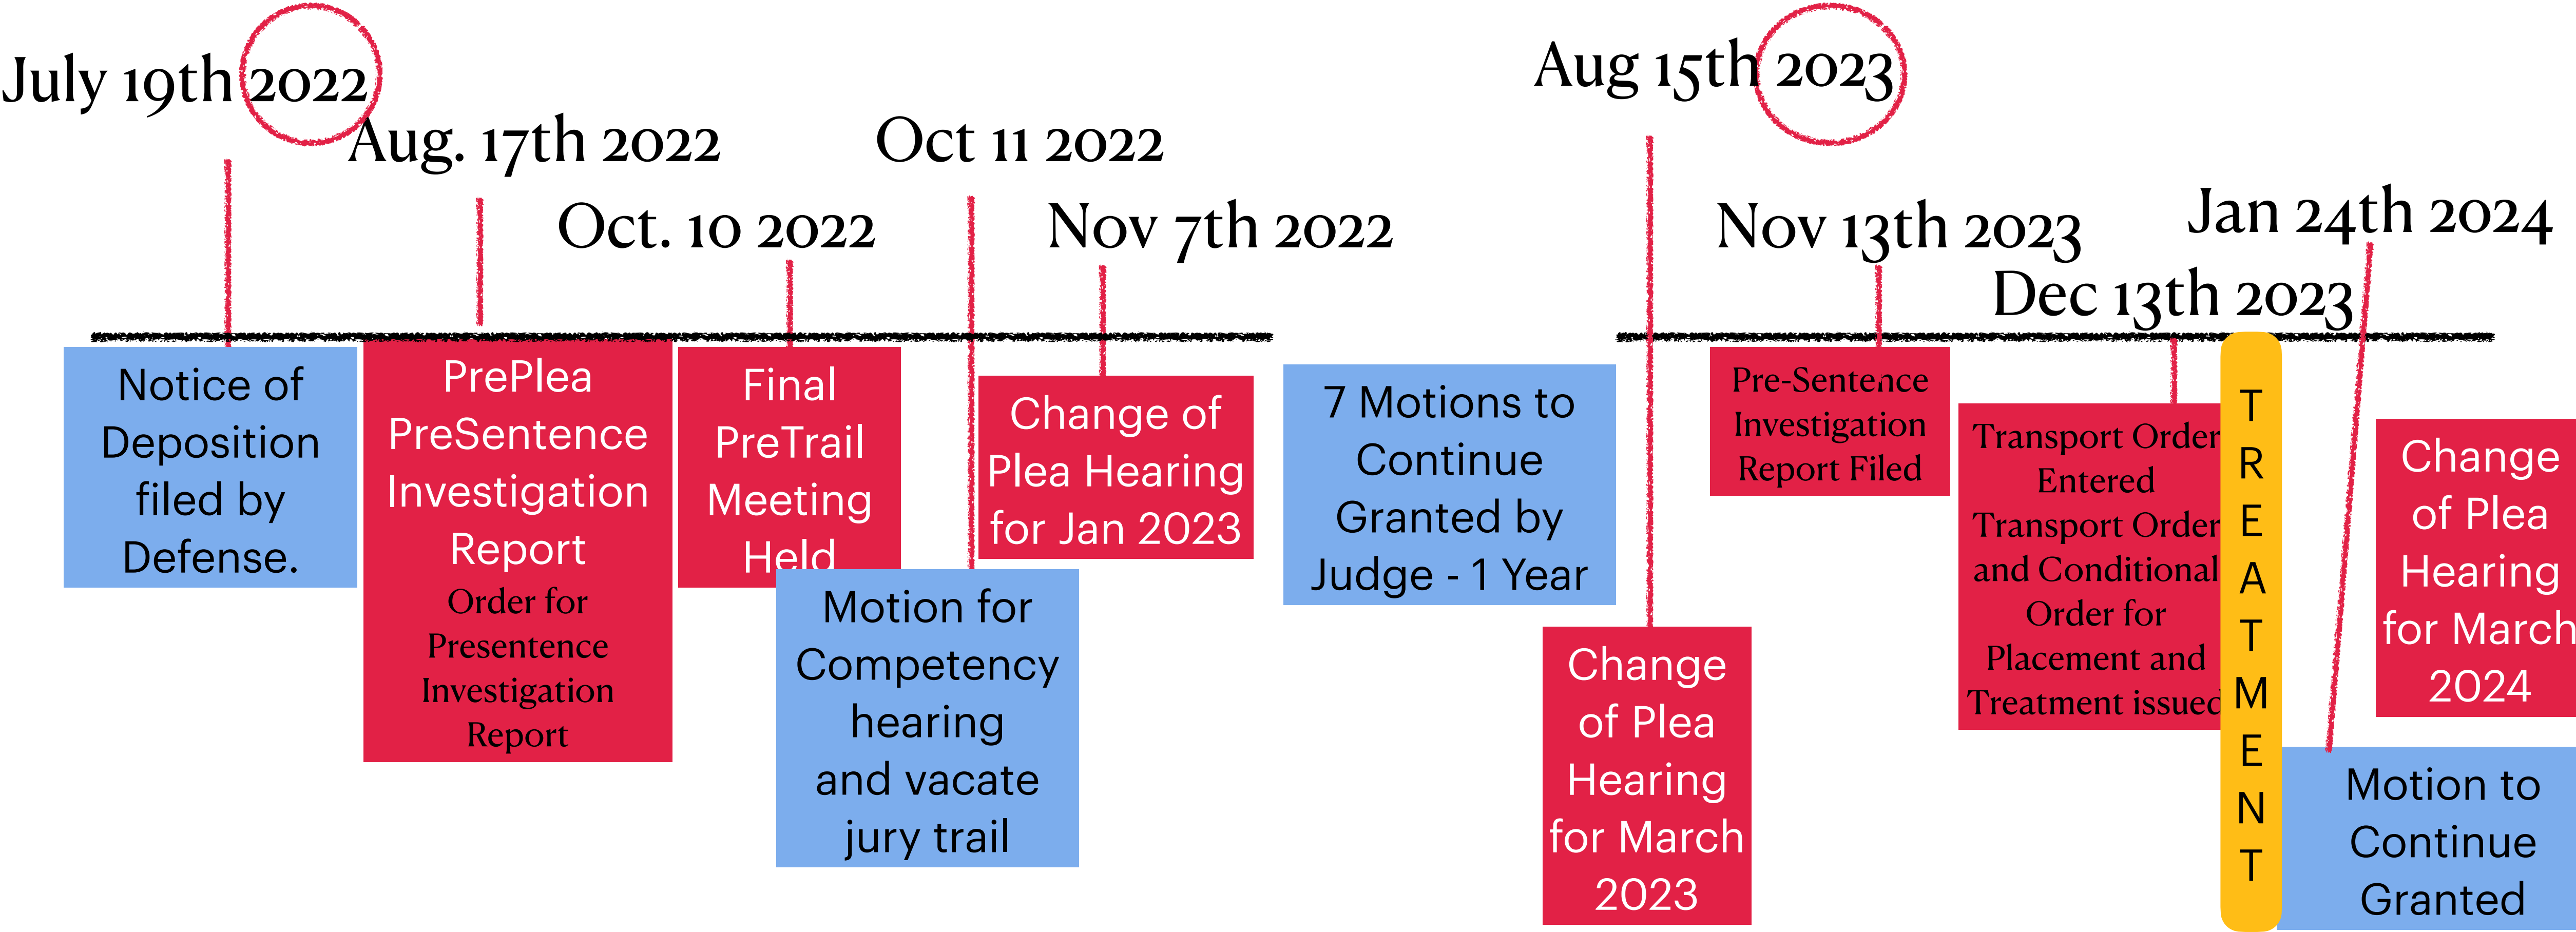 July 19th 2022
Aug. 17th 2022
Oct. 10 2022
Oct 11 2022
Nov 7th 2022
Aug 15th 2023
Nov 13th 2023
Dec 13th 2023
Jan 24th 2024
Notice of
Deposition
filed by
Defense.
PrePlea
PreSentence
Investigation
Report
Order for
Presentence
Investigation
Report
Final
PreTrail
Meeting
Held
Motion for
Competency
hearing
and vacate
jury trail
Change of
Plea Hearing
for Jan 2023
7 Motions to
Continue
Granted by
Judge - 1 Year
Change
of Plea
Hearing
for March
2023
Pre-Sentence
Investigation
Report Filed
Transport Order
Entered
Transport Order
and Conditional
Order for
Placement and
Treatment issued
T
R
E
A
T
M
E
N
T
Change
of Plea
Hearing
for March
2024
Motion to
Continue
Granted